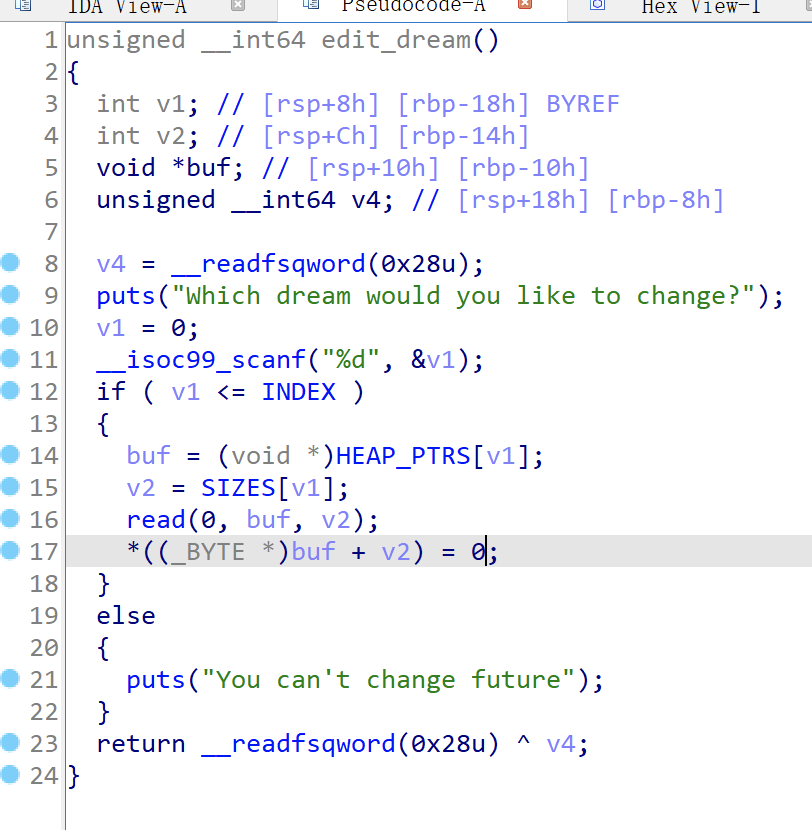 IDA View-A Pseudocode-A Hex View-1
1 unsigned __int64 edit_dream()
2 {
3   int v1; // [rsp+8h] [rbp-18h] BYREF
4   int v2; // [rsp+Ch] [rbp-14h]
5   void *buf; // [rsp+10h] [rbp-10h]
6   unsigned __int64 v4; // [rsp+18h] [rbp-8h]
7
8   v4 = __readfsqword(0x28u);
9   puts("Which dream would you like to change?");
10   v1 = 0;
11   __isoc99_scanf("%d", &v1);
12   if ( v1 <= INDEX )
13   {
14     buf = (void *)HEAP_PTRS[v1];
15     v2 = SIZES[v1];
16     read(0, buf, v2);
17     *((_BYTE *)buf + v2) = 0;
18   }
19   else
20   {
21     puts("You can't change future");
22   }
23   return __readfsqword(0x28u) ^ v4;
24 }